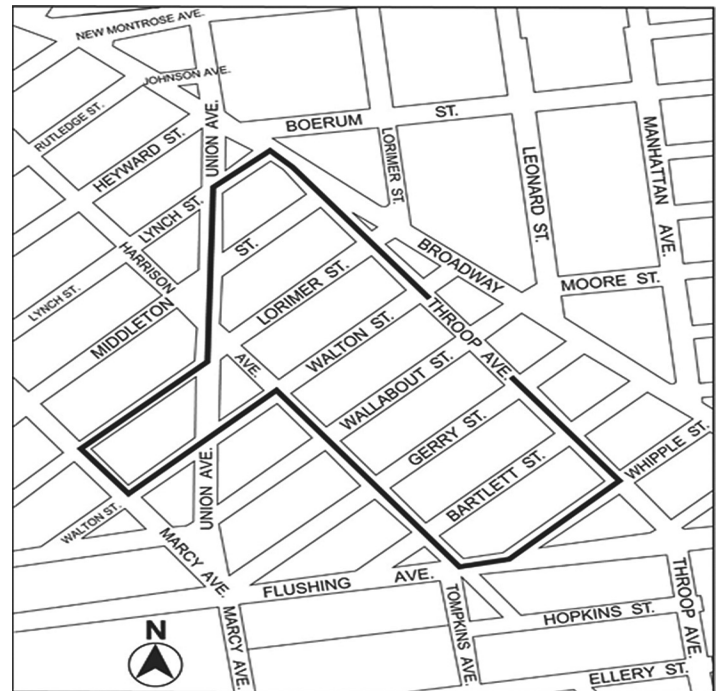 NEW MONTROSE AVE.
JOHNSON AVE.
RUTLEDGE ST.
HEYWARD ST.
UNION AVE.
BOERUM ST.
LORIMER ST.
LEONARD ST.
MANHATTAN AVE.
LYNCH ST.
HARRISON AVE.
LYNCH ST.
MIDDLETON ST.
BROADWAY
MOORE ST.
LORIMER ST.
WALTON ST.
THROOP AVE.
WALLABOUT ST.
GERRY ST.
BARTLETT ST.
WHIPPLE ST.
UNION AVE.
WALTON ST.
MARCY AVE.
FLUSHING AVE.
MARCY AVE.
TOMPKINS AVE.
THROOP AVE.
HOPKINS ST.
ELLERY ST.
N